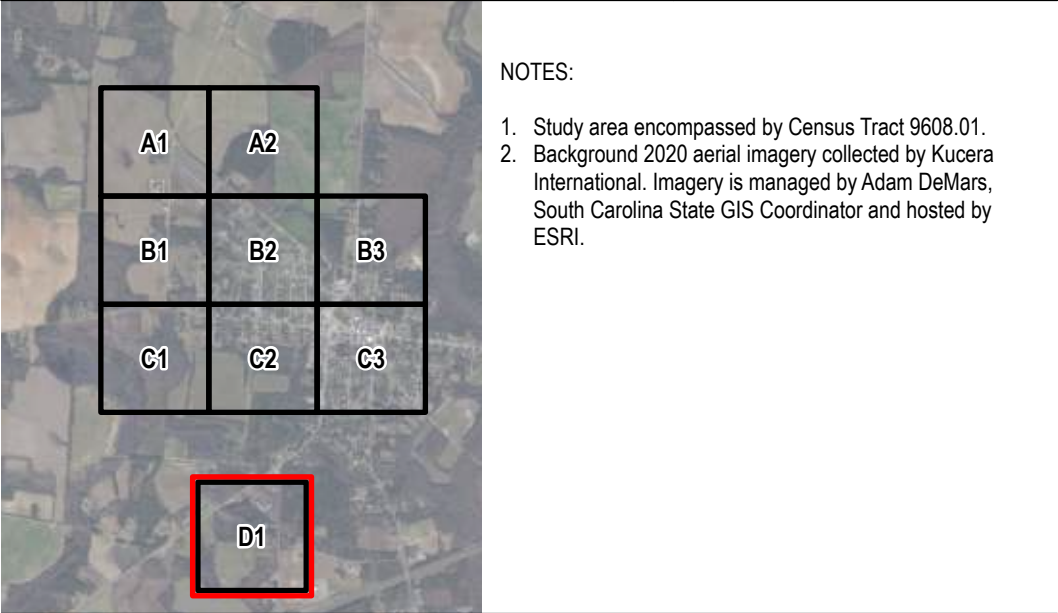 A1 A2
B1 B2 B3
C1 C2 C3
D1
NOTES:
1. Study area encompassed by Census Tract 9608.01.
2. Background 2020 aerial imagery collected by Kucera
International. Imagery is managed by Adam DeMars,
South Carolina State GIS Coordinator and hosted by
ESRI.